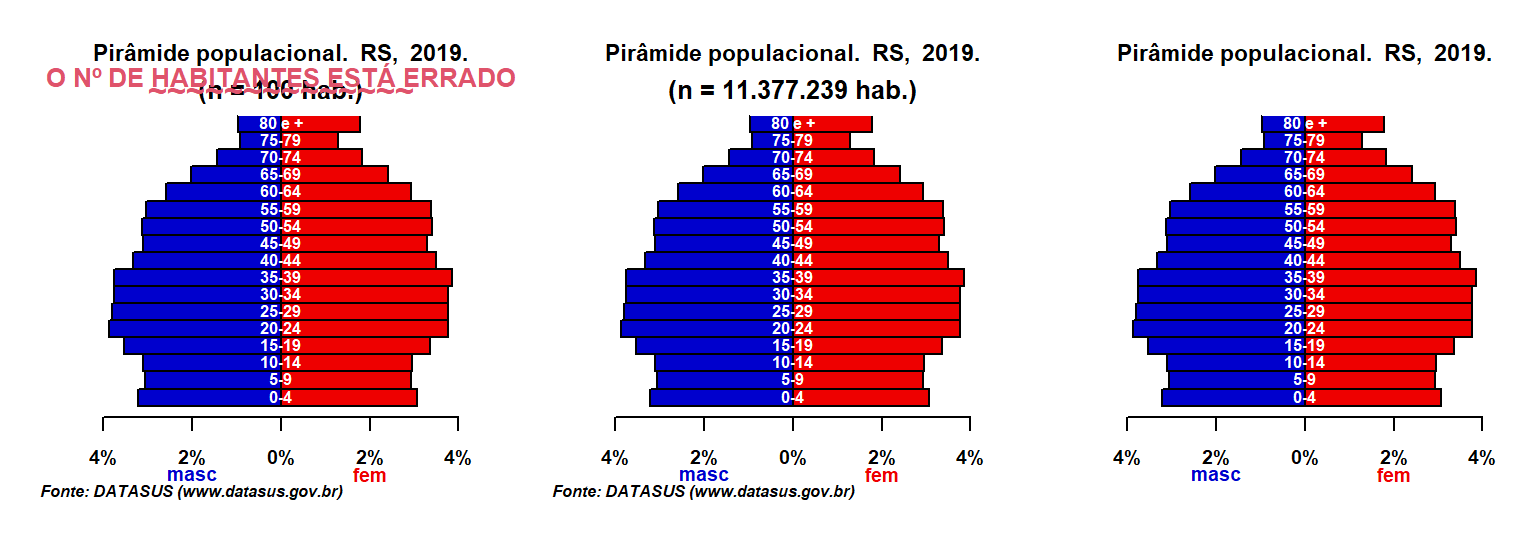 Pirâmide populacional.  RS,  2019.
O Nº DE HABITANTES ESTÁ ERRADO
~~~~~~~~~~~~~~~~~
(n = 100 hab.)
80 e +
75-79
70-74
65-69
60-64
55-59
50-54
45-49
40-44
35-39
30-34
25-29
20-24
15-19
10-14
5-9
0-4
4% 2% 0% 2% 4%
masc fem
Fonte: DATASUS (www.datasus.gov.br)
Pirâmide populacional.  RS,  2019.
(n = 11.377.239 hab.)
80 e +
75-79
70-74
65-69
60-64
55-59
50-54
45-49
40-44
35-39
30-34
25-29
20-24
15-19
10-14
5-9
0-4
4% 2% 0% 2% 4%
masc fem
Fonte: DATASUS (www.datasus.gov.br)
Pirâmide populacional.  RS,  2019.
80 e +
75-79
70-74
65-69
60-64
55-59
50-54
45-49
40-44
35-39
30-34
25-29
20-24
15-19
10-14
5-9
0-4
4% 2% 0% 2% 4%
masc fem